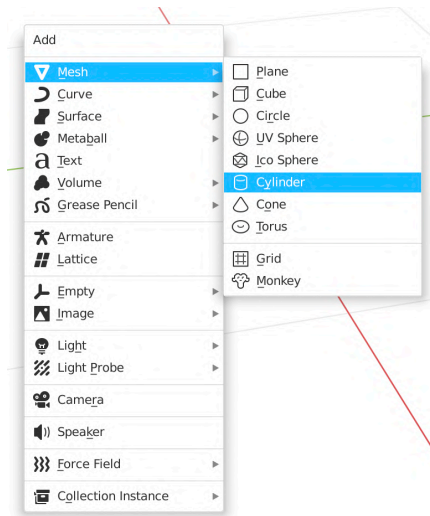 Add
Mesh
Curve
Surface
Metaball
Text
Volume
Grease Pencil
Armature
Lattice
Empty
Image
Light
Light Probe
Camera
Speaker
Force Field
Collection Instance
Plane
Cube
Circle
UV Sphere
Ico Sphere
Cylinder
Cone
Torus
Grid
Monkey